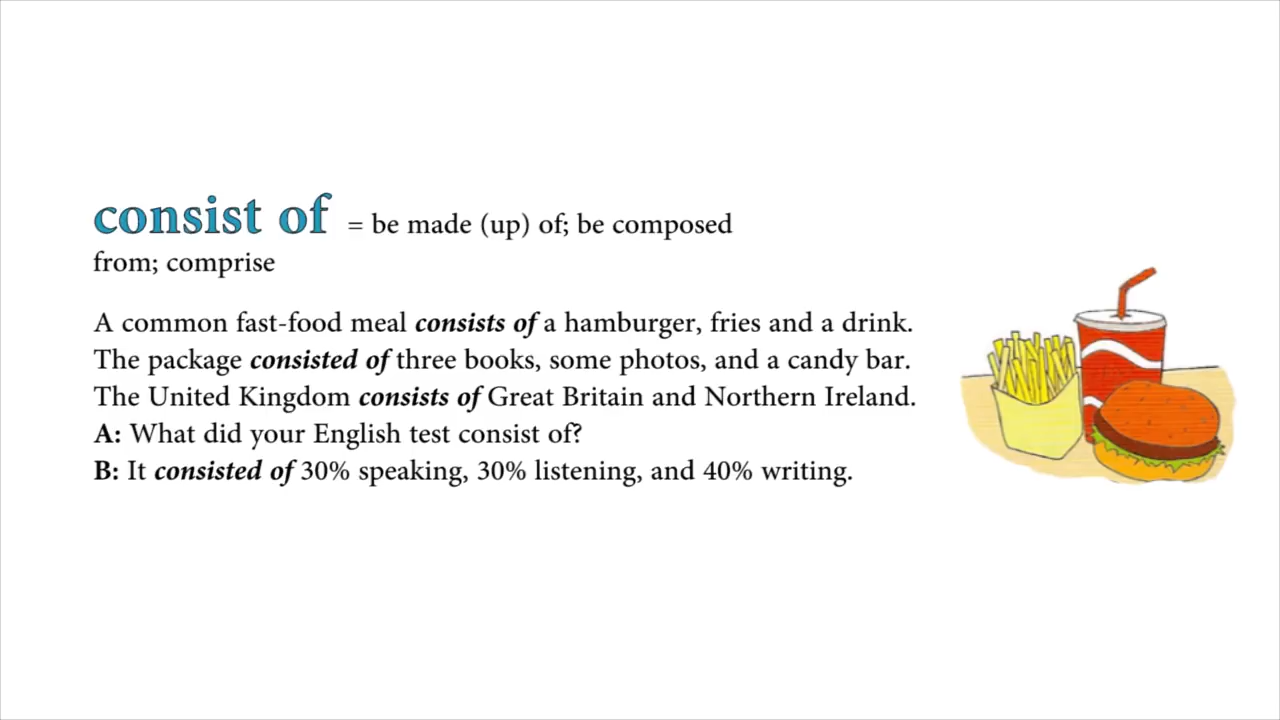 consist of = be made (up) of; be composed
from; comprise
A common fast-food meal consists of a hamburger, fries and a drink.
The package consisted of three books, some photos, and a candy bar.
The United Kingdom consists of Great Britain and Northern Ireland.
A: What did your English test consist of?
B: It consisted of 30% speaking, 30% listening, and 40% writing.